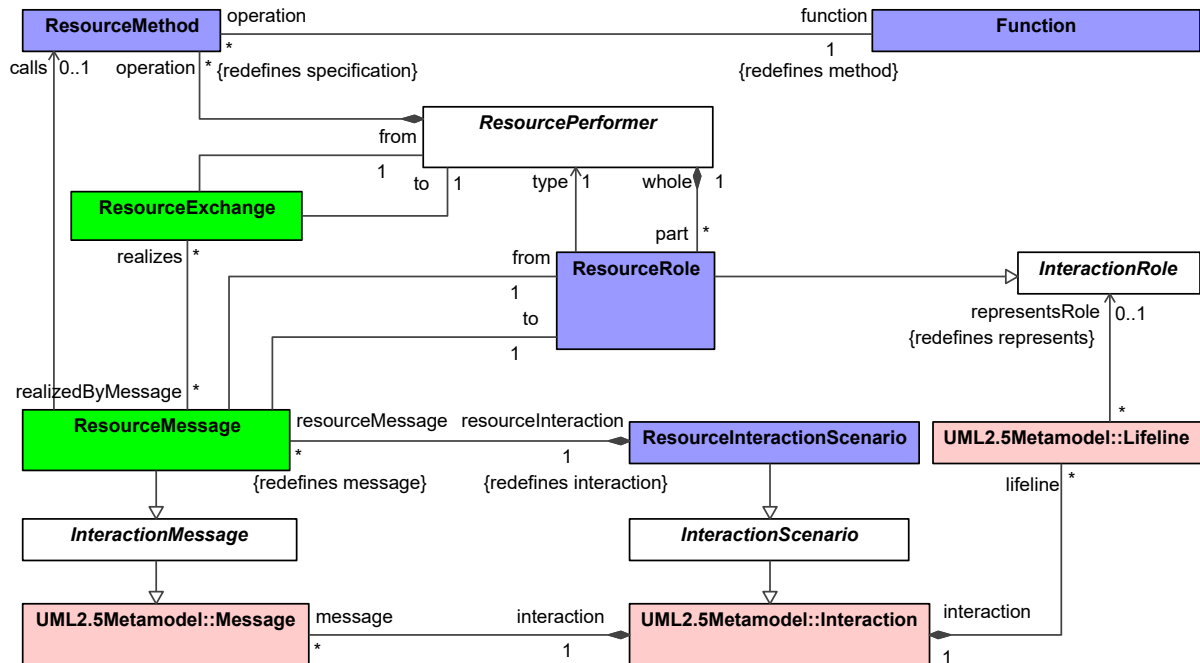 ResourceMethod
operation
*
{redefines specification}
function
1
{redefines method}
Function
calls
0..1
operation
*
ResourcePerformer
from
1
to
1
type
1
whole
1
ResourceExchange
realizes
*
part
*
from
1
ResourceRole
to
1
InteractionRole
representsRole
0..1
{redefines represents}
realizedByMessage
*
*
ResourceMessage
resourceMessage
*
{redefines message}
resourceInteraction
1
{redefines interaction}
ResourceInteractionScenario
UML2.5Metamodel::Lifeline
lifeline
*
InteractionMessage
InteractionScenario
UML2.5Metamodel::Message
message
*
interaction
1
UML2.5Metamodel::Interaction
interaction
1